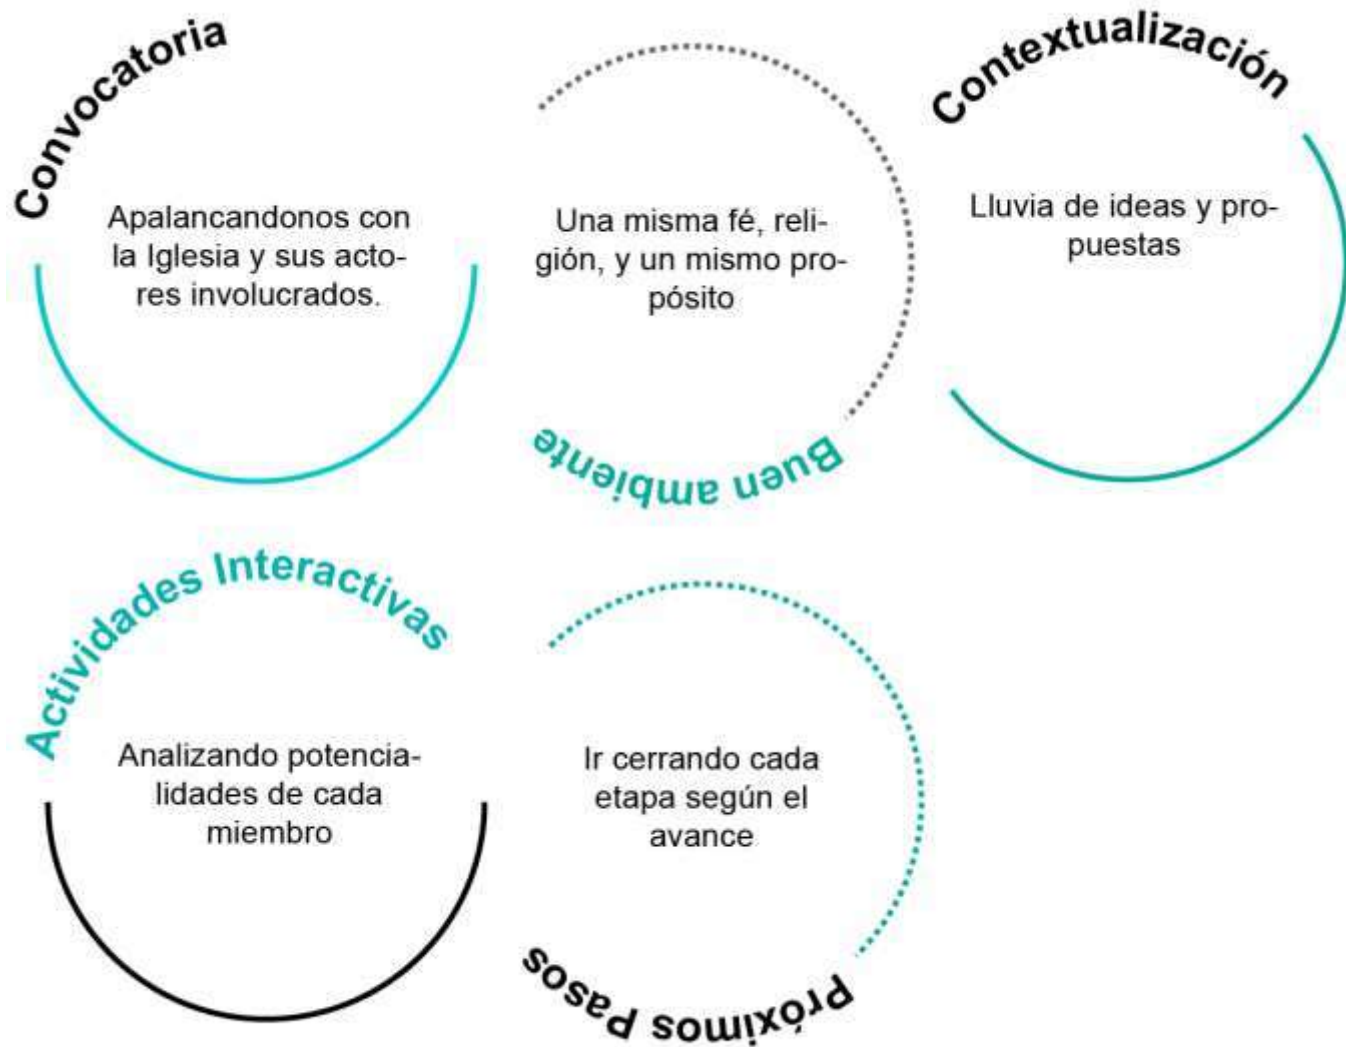 Convocatoria
Apalancandonos con
la Iglesia y sus acto-
res involucrados.
Una misma fé, reli-
gión, y un mismo pro-
pósito
Buen ambiente
Contextualización
Lluvia de ideas y pro-
puestas
Actividades Interactivas
Analizando potencia-
lidades de cada
miembro
Ir cerrando cada
etapa según el
avance
Próximos Pasos